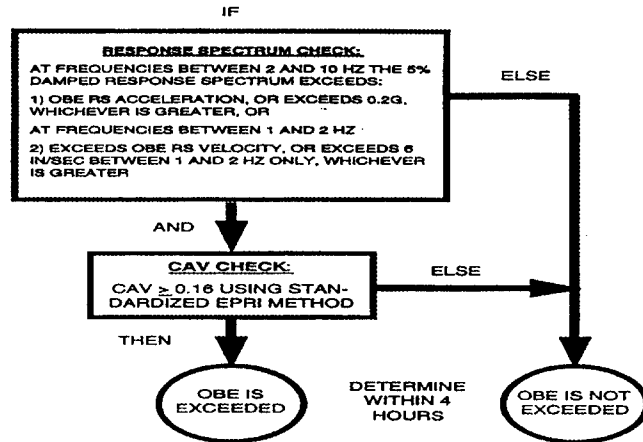 IF
RESPONSE SPECTRUM CHECK:
AT FREQUENCIES BETWEEN 2 AND 10 HZ THE 5%
DAMPED RESPONSE SPECTRUM EXCEEDS:
1) OBE RS ACCELERATION, OR EXCEEDS 0.2G,
WHICHEVER IS GREATER, OR
AT FREQUENCIES BETWEEN 1 AND 2 HZ
2) EXCEEDS OBE RS VELOCITY, OR EXCEEDS 6
IN/SEC BETWEEN 1 AND 2 HZ ONLY, WHICHEVER
IS GREATER
ELSE
AND
CAV CHECK:
CAV ≥ 0.16 USING STAN-
DARDIZED EPRI METHOD
ELSE
THEN
OBE IS
EXCEEDED
DETERMINE
WITHIN 4
HOURS
OBE IS NOT
EXCEEDED